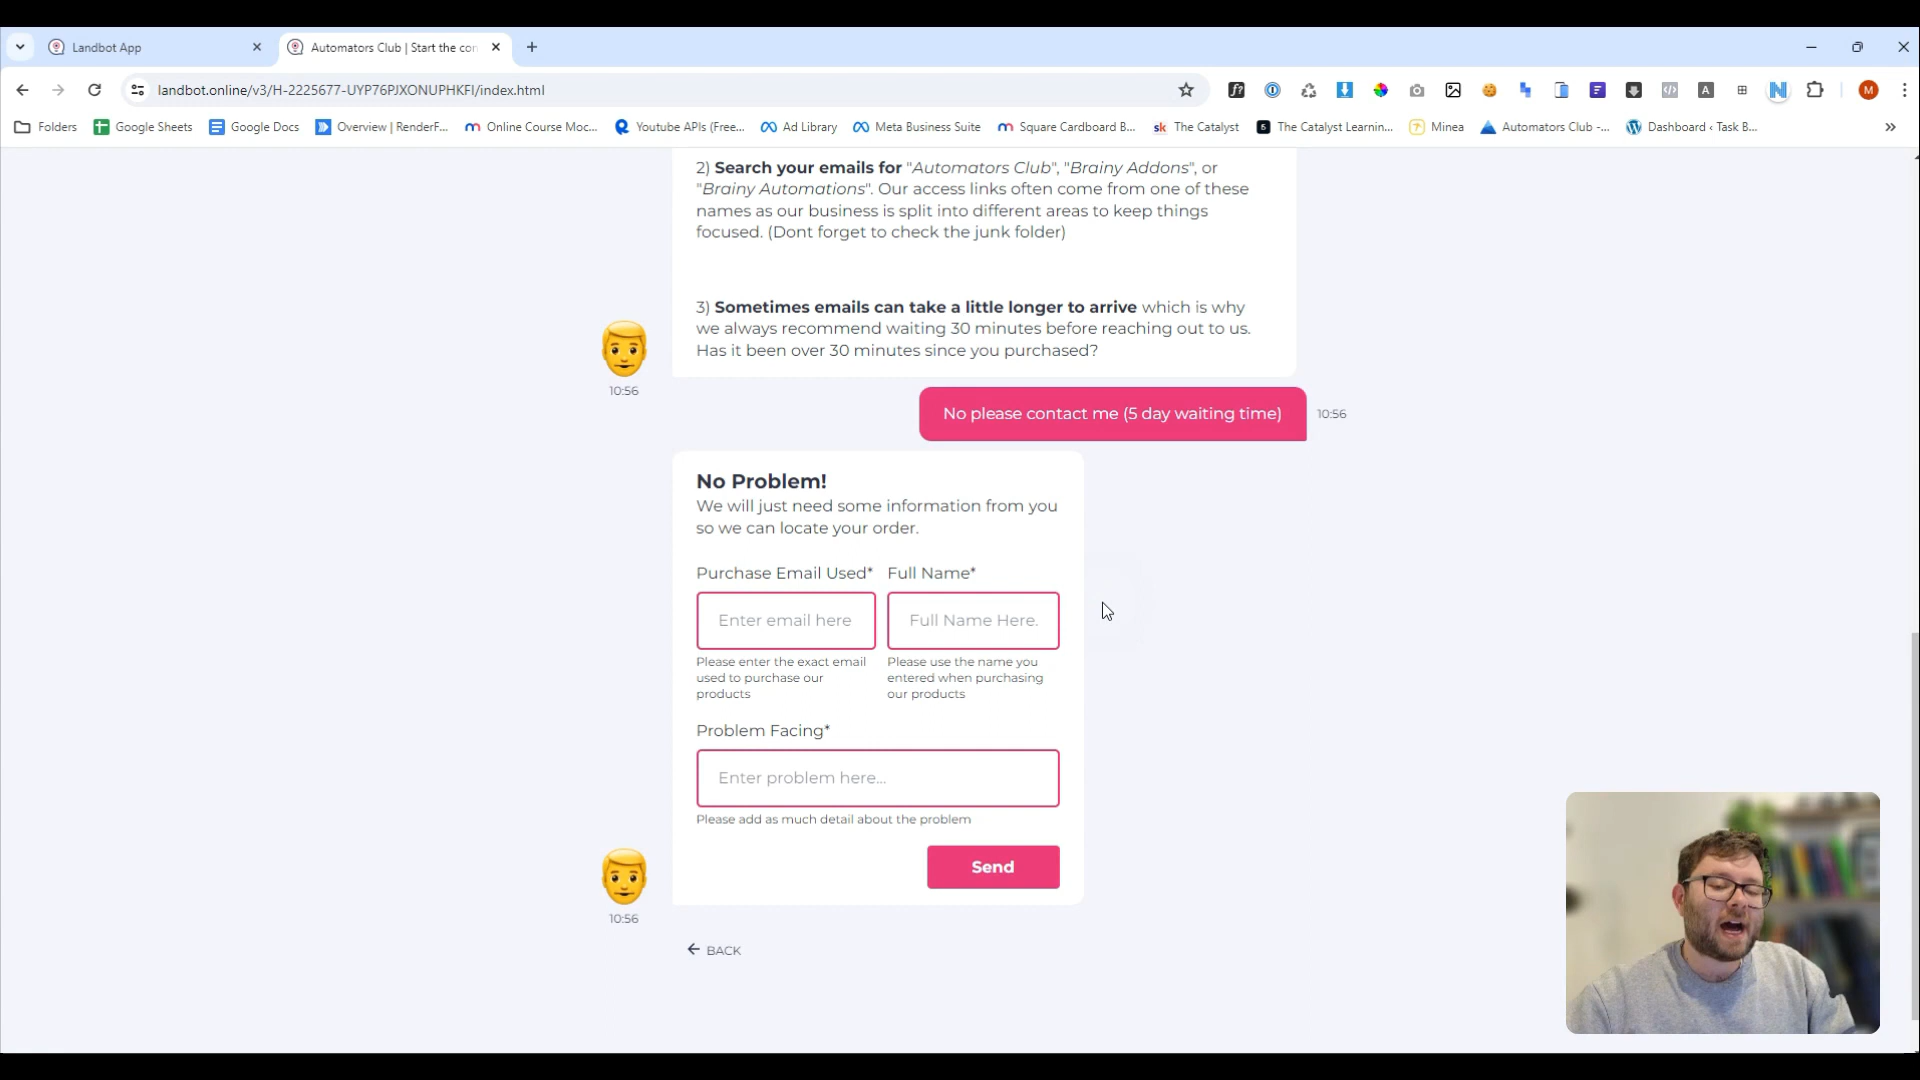 Landbot App
Automators Club | Start the con
landbot.online/v3/H-2225677-UYP76PJXONUPHKFI/index.html
M
Folders
Google Sheets
Google Docs
Overview | RenderF...
Online Course Moc...
Youtube APIs (Free...
Ad Library
Meta Business Suite
Square Cardboard B...
The Catalyst
The Catalyst Learnin...
Minea
Automators Club -...
Dashboard ‹ Task B...
2) Search your emails for "Automators Club", "Brainy Addons", or
"Brainy Automations". Our access links often come from one of these
names as our business is split into different areas to keep things
focused. (Dont forget to check the junk folder)
3) Sometimes emails can take a little longer to arrive which is why
we always recommend waiting 30 minutes before reaching out to us.
Has it been over 30 minutes since you purchased?
10:56
No please contact me (5 day waiting time)
10:56
No Problem!
We will just need some information from you
so we can locate your order.
Purchase Email Used*
Full Name*
Enter email here
Full Name Here.
Please enter the exact email
used to purchase our
products
Please use the name you
entered when purchasing
our products
Problem Facing*
Enter problem here...
Please add as much detail about the problem
Send
10:56
BACK